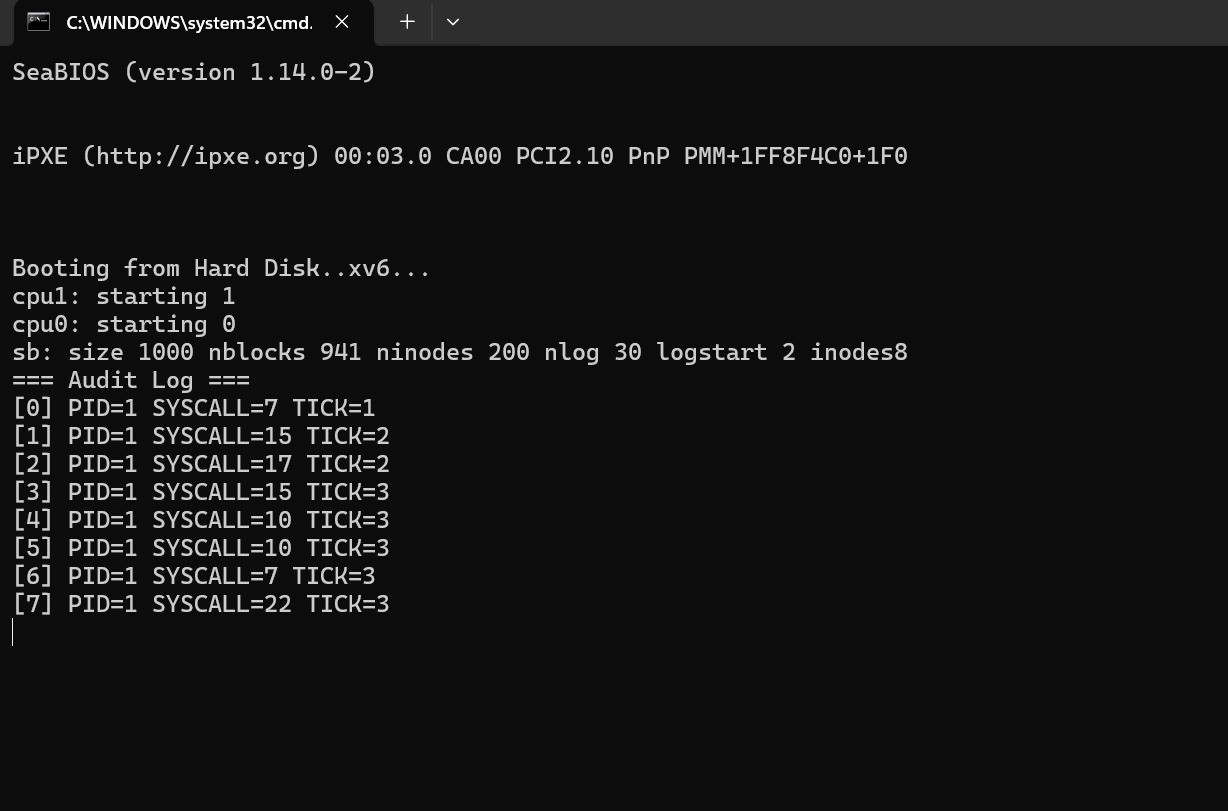 C:\WINDOWS\system32\cmd.
SeaBIOS (version 1.14.0-2)
iPXE (http://ipxe.org) 00:03.0 CA00 PCI2.10 PnP PMM+1FF8F4C0+1F0
Booting from Hard Disk..xv6...
cpu1: starting 1
cpu0: starting 0
sb: size 1000 nblocks 941 ninodes 200 nlog 30 logstart 2 inodes8
=== Audit Log ===
[0] PID=1 SYSCALL=7 TICK=1
[1] PID=1 SYSCALL=15 TICK=2
[2] PID=1 SYSCALL=17 TICK=2
[3] PID=1 SYSCALL=15 TICK=3
[4] PID=1 SYSCALL=10 TICK=3
[5] PID=1 SYSCALL=10 TICK=3
[6] PID=1 SYSCALL=7 TICK=3
[7] PID=1 SYSCALL=22 TICK=3